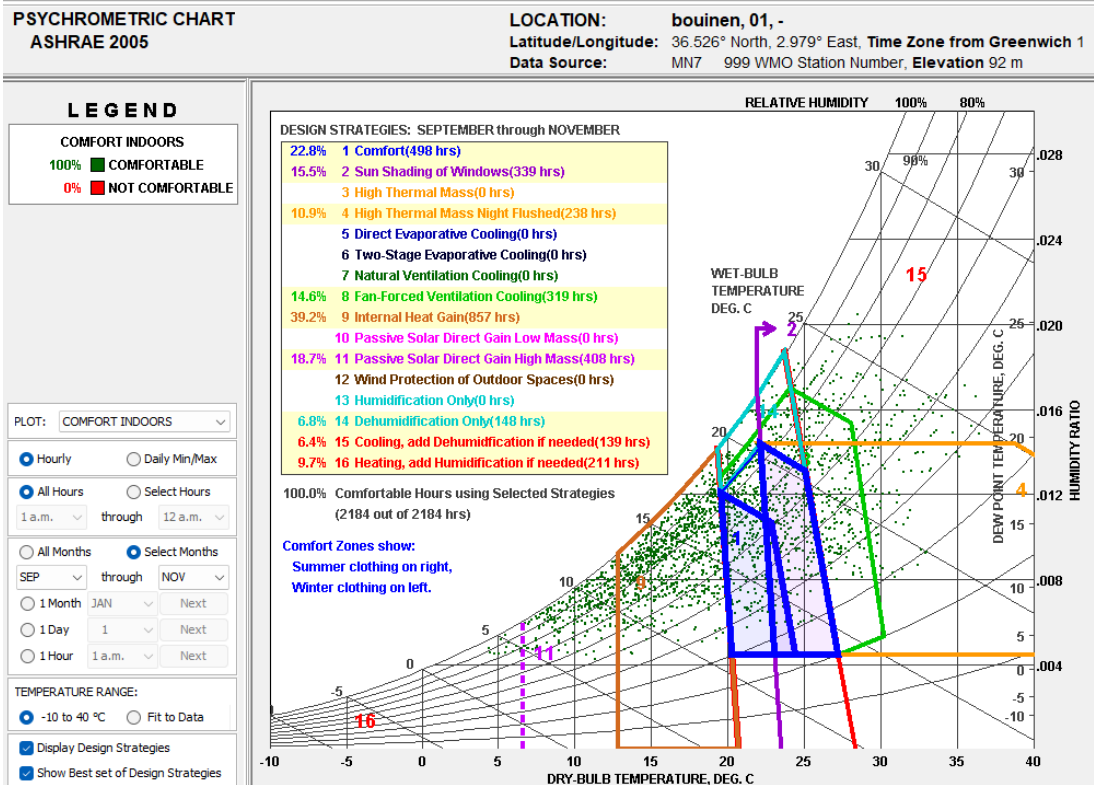 PSYCHROMETRIC CHART
ASHRAE 2005
LOCATION: bouinen, 01, -
Latitude/Longitude: 36.526° North, 2.979° East, Time Zone from Greenwich 1
Data Source: MN7 999 WMO Station Number, Elevation 92 m
LEGEND
COMFORT INDOORS
100% COMFORTABLE
0% NOT COMFORTABLE
PLOT: COMFORT INDOORS
Hourly Daily Min/Max
All Hours Select Hours
1 a.m. through 12 a.m.
All Months Select Months
SEP through NOV
1 Month JAN Next
1 Day 1 Next
1 Hour 1 a.m. Next
TEMPERATURE RANGE:
-10 to 40 °C Fit to Data
Display Design Strategies
Show Best set of Design Strategies
RELATIVE HUMIDITY 100% 80%
DESIGN STRATEGIES: SEPTEMBER through NOVEMBER
22.8% 1 Comfort(498 hrs)
15.5% 2 Sun Shading of Windows(339 hrs)
3 High Thermal Mass(0 hrs)
10.9% 4 High Thermal Mass Night Flushed(238 hrs)
5 Direct Evaporative Cooling(0 hrs)
6 Two-Stage Evaporative Cooling(0 hrs)
7 Natural Ventilation Cooling(0 hrs)
14.6% 8 Fan-Forced Ventilation Cooling(319 hrs)
39.2% 9 Internal Heat Gain(857 hrs)
10 Passive Solar Direct Gain Low Mass(0 hrs)
18.7% 11 Passive Solar Direct Gain High Mass(408 hrs)
12 Wind Protection of Outdoor Spaces(0 hrs)
13 Humidification Only(0 hrs)
6.8% 14 Dehumidification Only(148 hrs)
6.4% 15 Cooling, add Dehumidfication if needed(139 hrs)
9.7% 16 Heating, add Humidification if needed(211 hrs)
100.0% Comfortable Hours using Selected Strategies
(2184 out of 2184 hrs)
Comfort Zones show:
Summer clothing on right,
Winter clothing on left.
WET-BULB
TEMPERATURE
DEG. C
90%
30
25
20
15
10
5
0
-5
2
15
4
1
9
11
16
30
25
20
15
10
5
0
-5
-10
DEW POINT TEMPERATURE, DEG. C
.028
.024
.020
.016
.012
.008
.004
HUMIDITY RATIO
-10 -5 0 5 10 15 20 25 30 35 40
DRY-BULB TEMPERATURE, DEG. C